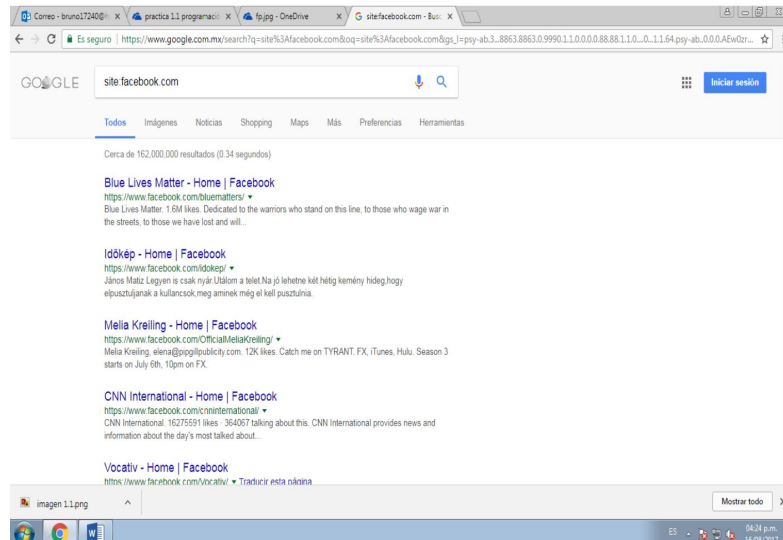 Correo - bruno17240@h
practica 1.1 programació
fp.jpg - OneDrive
site:facebook.com - Busc
Es seguro
https://www.google.com.mx/search?q=site%3Afacebook.com&oq=site%3Afacebook.com&gs_l=psy-ab.3...8863.8863.0.9990.1.1.0.0.0.0.88.88.1.1.0....0...1.1.64.psy-ab..0.0.0.AEw0zr...
GOOGLE
site:facebook.com
Iniciar sesión
Todos Imágenes Noticias Shopping Maps Más Preferencias Herramientas
Cerca de 162,000,000 resultados (0.34 segundos)
Blue Lives Matter - Home | Facebook
https://www.facebook.com/bluematters/
Blue Lives Matter. 1.6M likes. Dedicated to the warriors who stand on this line, to those who wage war in
the streets, to those we have lost and will...
Időkép - Home | Facebook
https://www.facebook.com/idokep/
János Matiz Legyen is csak nyár.Utálom a telet.Na jó lehetne két hétig kemény hideg,hogy
elpusztuljanak a kullancsok,meg aminek még el kell pusztulnia.
Melia Kreiling - Home | Facebook
https://www.facebook.com/OfficialMeliaKreiling/
Melia Kreiling, elena@pipgillpublicity.com. 12K likes. Catch me on TYRANT. FX, iTunes, Hulu. Season 3
starts on July 6th, 10pm on FX.
CNN International - Home | Facebook
https://www.facebook.com/cnninternational/
CNN International. 16275591 likes · 364067 talking about this. CNN International provides news and
information about the day's most talked about...
Vocativ - Home | Facebook
https://www.facebook.com/Vocativ/ Traducir esta página
imagen 1.1.png
Mostrar todo
ES
04:24 p.m.
16/08/2017